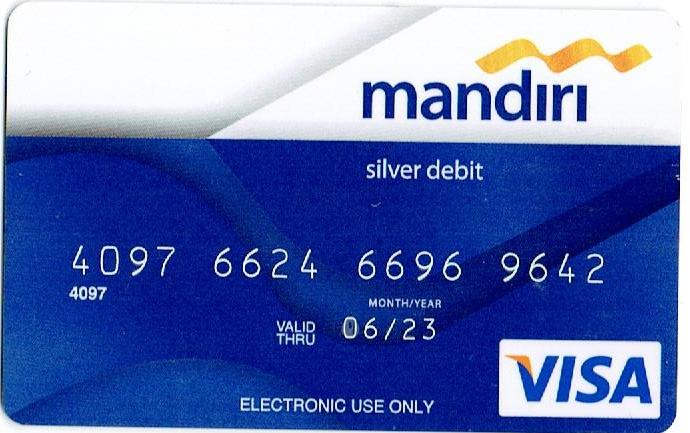 mandiri
silver debit
4097 6624 6696 9642
4097
MONTH/YEAR
VALID THRU 06/23
ELECTRONIC USE ONLY
VISA